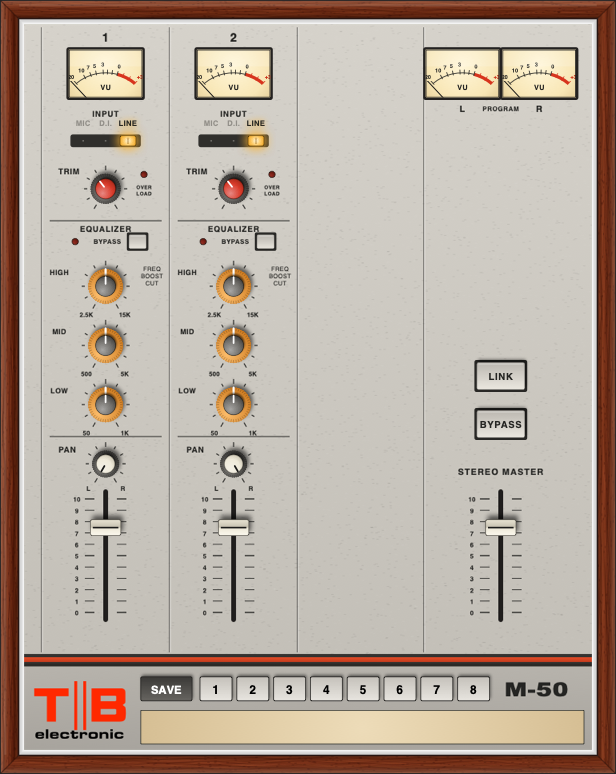 1
2
20 10 7 5 3 0 +3
VU
20 10 7 5 3 0 +3
VU
20 10 7 5 3 0 +3
VU
20 10 7 5 3 0 +3
VU
L PROGRAM R
INPUT
MIC D.I. LINE
TRIM
OVER
LOAD
EQUALIZER
BYPASS
HIGH
FREQ
BOOST
CUT
2.5K 15K
MID
500 5K
LOW
50 1K
PAN
L R
10
9
8
7
6
5
4
3
2
1
0
INPUT
MIC D.I. LINE
TRIM
OVER
LOAD
EQUALIZER
BYPASS
HIGH
FREQ
BOOST
CUT
2.5K 15K
MID
500 5K
LOW
50 1K
PAN
L R
10
9
8
7
6
5
4
3
2
1
0
LINK
BYPASS
STEREO MASTER
10
9
8
7
6
5
4
3
2
1
0
TB
electronic
SAVE 1 2 3 4 5 6 7 8 M-50